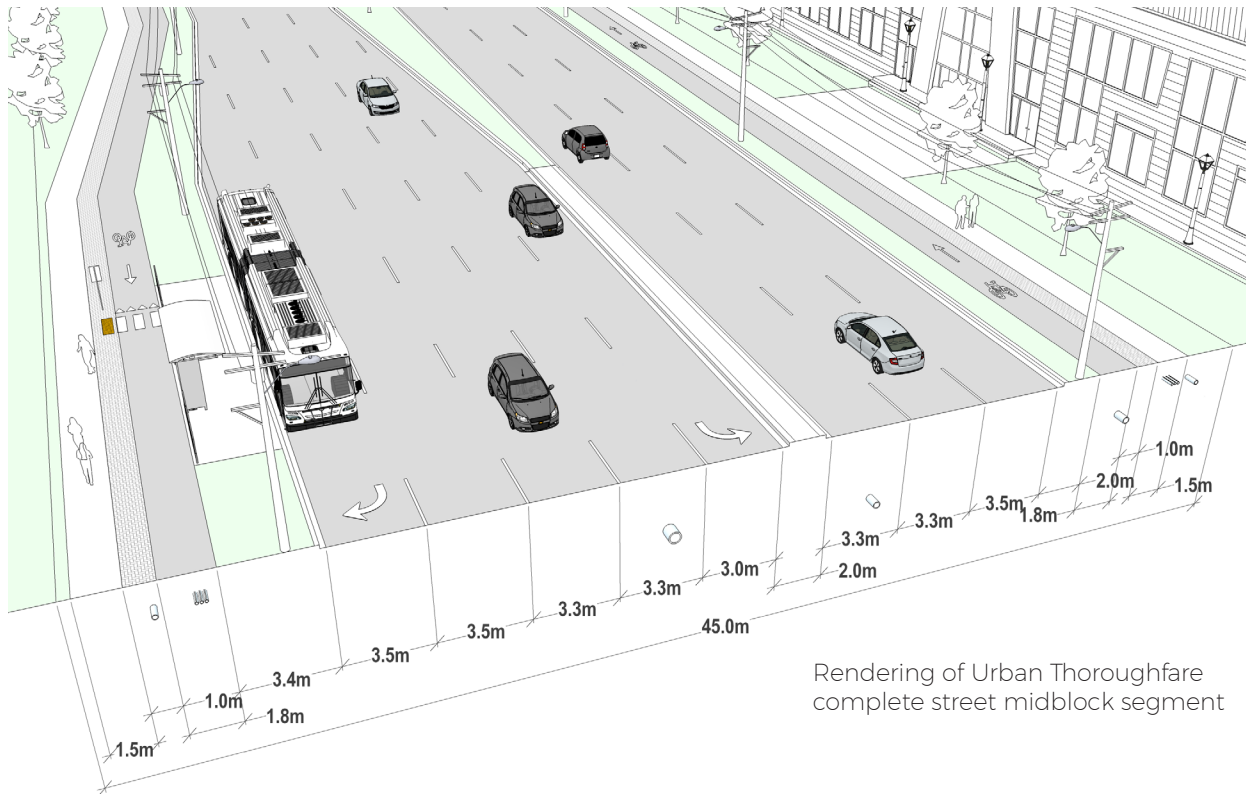 1.0m
2.0m
1.5m
3.5m
1.8m
3.3m
3.3m
2.0m
3.0m
3.3m
45.0m
3.3m
3.5m
3.5m
3.4m
1.0m
1.8m
1.5m
Rendering of Urban Thoroughfare
complete street midblock segment